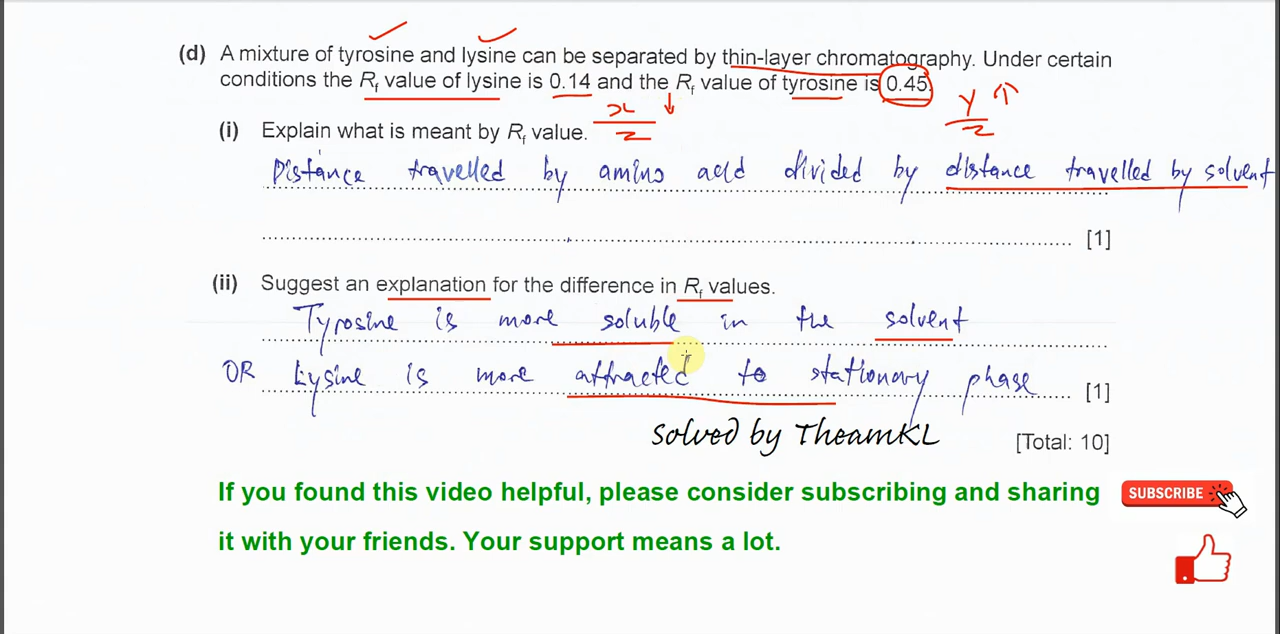 (d) A mixture of tyrosine and lysine can be separated by thin-layer chromatography. Under certain
conditions the Rf value of lysine is 0.14 and the Rf value of tyrosine is 0.45
x/z ↓ y/z ↑
(i) Explain what is meant by Rf value.
Distance travelled by amino acid divided by distance travelled by solvent
[1]
(ii) Suggest an explanation for the difference in Rf values.
Tyrosine is more soluble in the solvent
OR Lysine is more attracted to stationary phase [1]
Solved by TheamKL
[Total: 10]
If you found this video helpful, please consider subscribing and sharing
SUBSCRIBE
it with your friends. Your support means a lot.